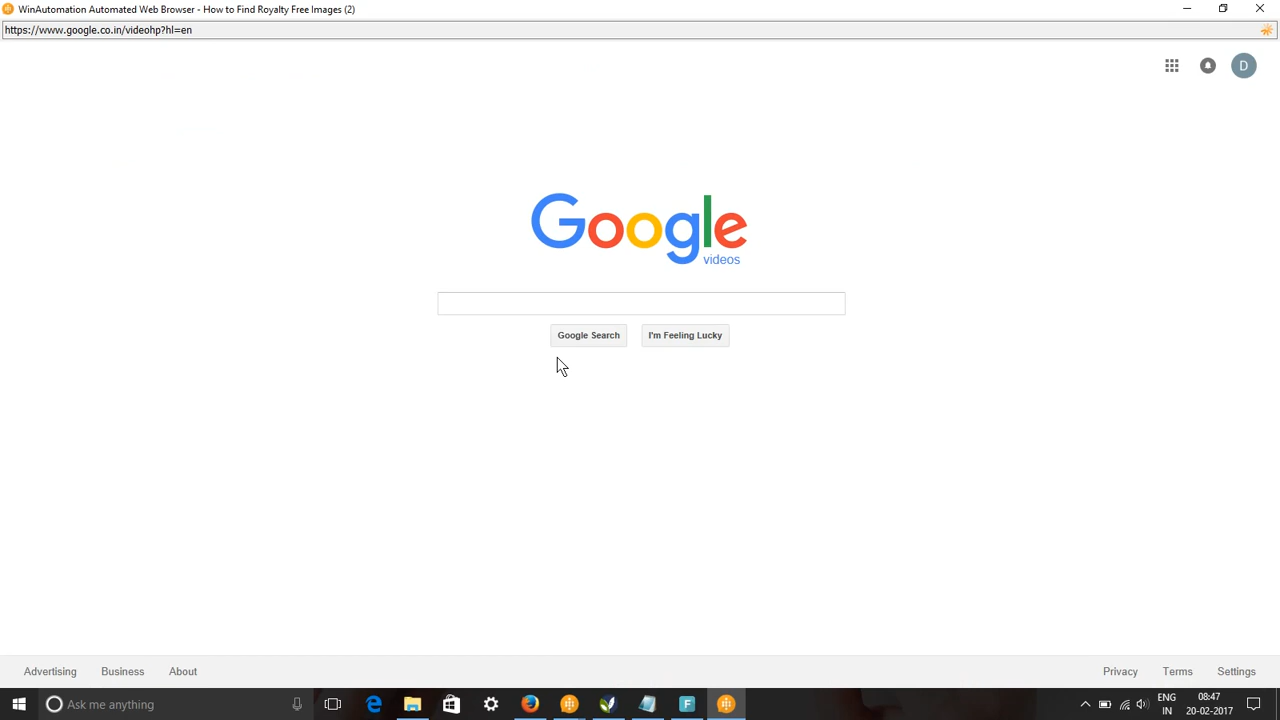 WinAutomation Automated Web Browser - How to Find Royalty Free Images (2)
https://www.google.co.in/videohp?hl=en
D
Google
videos
Google Search
I'm Feeling Lucky
Advertising
Business
About
Privacy
Terms
Settings
Ask me anything
ENG
IN
08:47
20-02-2017